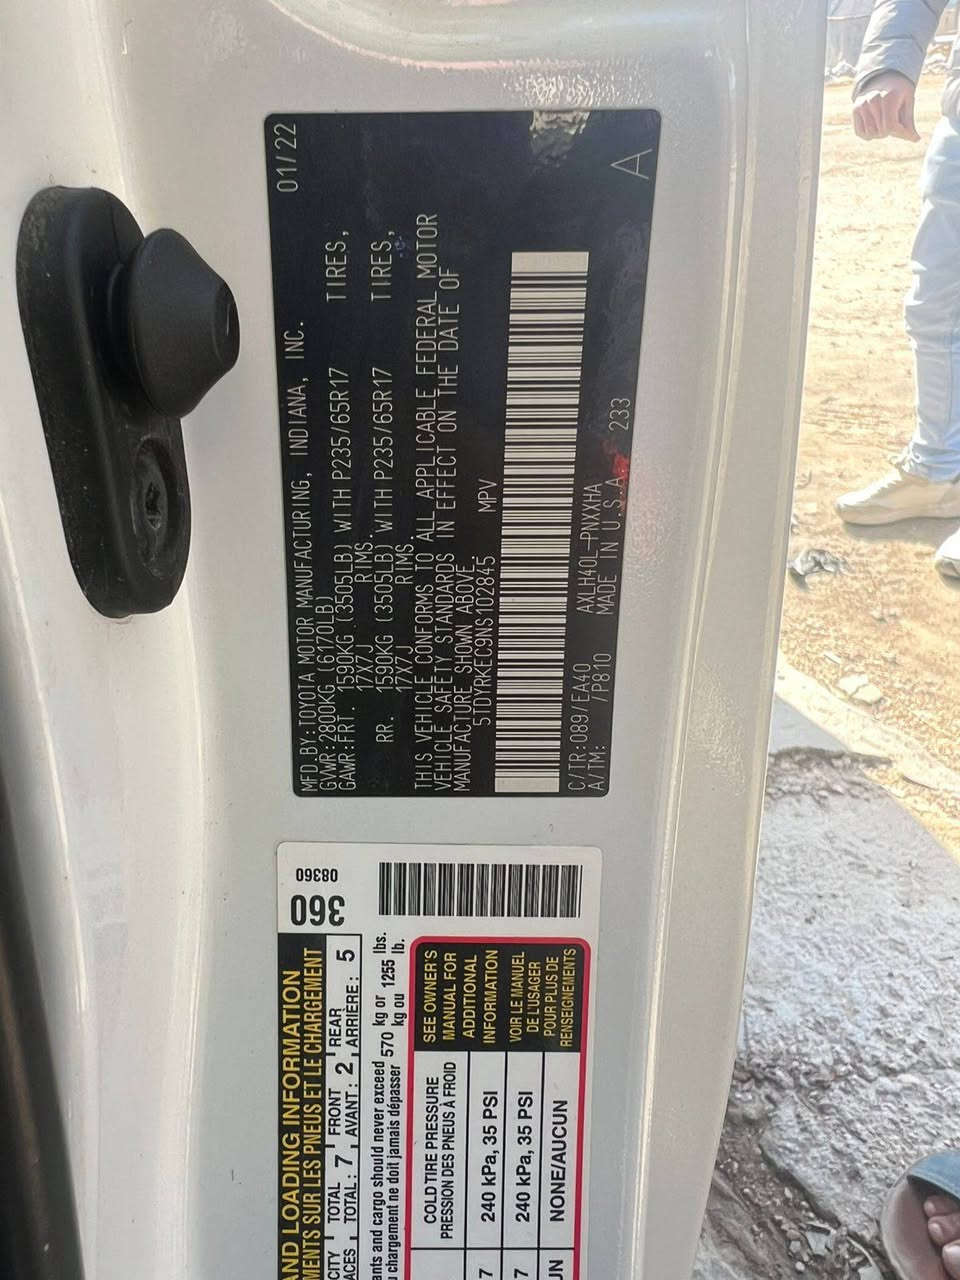 01/22
MFD.BY:TOYOTA MOTOR MANUFACTURING, INDIANA, INC.
GVWR:2800KG (6170LB)
GAWR:FRT. 1590KG (3505LB) WITH P235/65R17 TIRES,
17X7J RIMS.
RR. 1590KG (3505LB) WITH P235/65R17 TIRES,
17X7J RIMS.
THIS VEHICLE CONFORMS TO ALL APPLICABLE FEDERAL MOTOR
VEHICLE SAFETY STANDARDS IN EFFECT ON THE DATE OF
MANUFACTURE SHOWN ABOVE.
5TDYRKEC9NS102845 MPV
A
C/TR:089/EA40 AXLH40L-PNXXHA 233
A/TM: /P810 MADE IN U.S.A.
360
08360
AND LOADING INFORMATION
MENTS SUR LES PNEUS ET LE CHARGEMENT
CITY TOTAL 7 FRONT 2 REAR 5
ACES TOTAL: AVANT: ARRIÈRE:
ants and cargo should never exceed 570 kg or 1255 lbs.
chargement ne doit jamais dépasser kg ou lb.
COLD TIRE PRESSURE
PRESSION DES PNEUS À FROID
7 240 kPa, 35 PSI
7 240 kPa, 35 PSI
UN NONE/AUCUN
SEE OWNER'S
MANUAL FOR
ADDITIONAL
INFORMATION
VOIR LE MANUEL
DE L'USAGER
POUR PLUS DE
RENSEIGNEMENTS